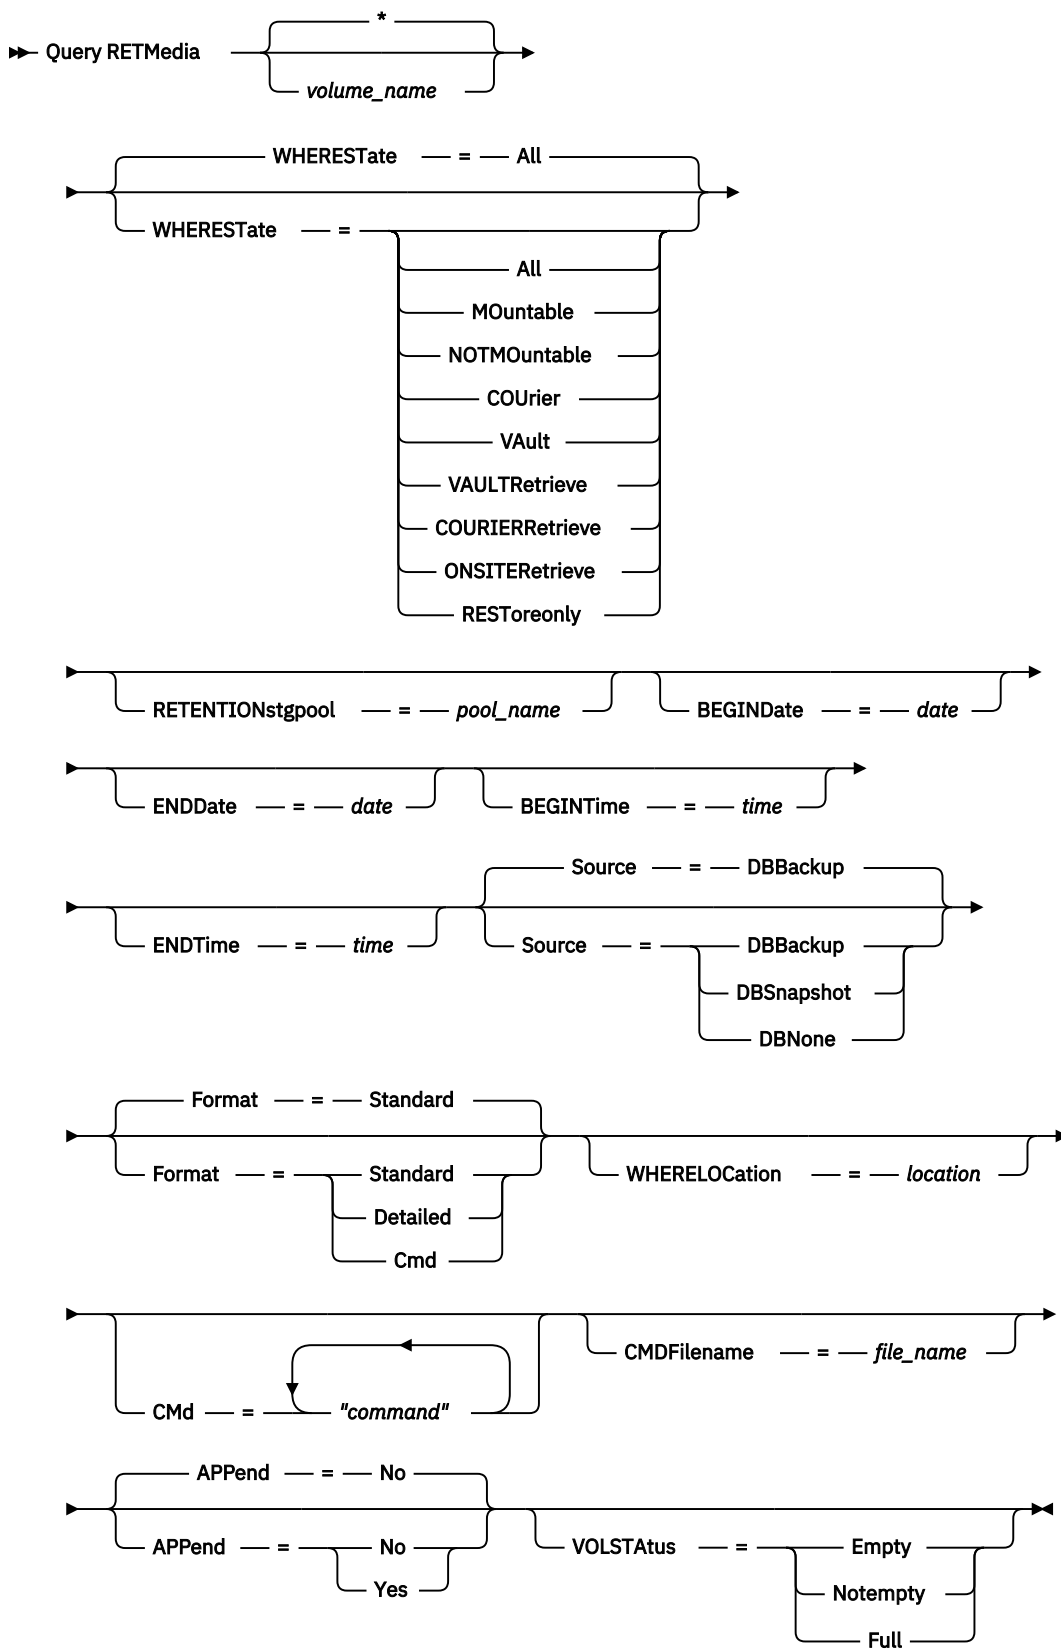 *
Query RETMedia
volume_name
WHERESTate = All
WHERESTate =
All
MOuntable
NOTMOuntable
COUrier
VAult
VAULTRetrieve
COURIERRetrieve
ONSITERetrieve
RESToreonly
RETENTIONstgpool = pool_name BEGINDate = date
ENDDate = date BEGINTime = time
Source = DBBackup
ENDTime = time Source = DBBackup
DBSnapshot
DBNone
Format = Standard
Format = Standard WHERELOCation = location
Detailed
Cmd
CMDFilename = file_name
CMd = "command"
APPend = No
APPend = No VOLSTAtus = Empty
Yes Notempty
Full